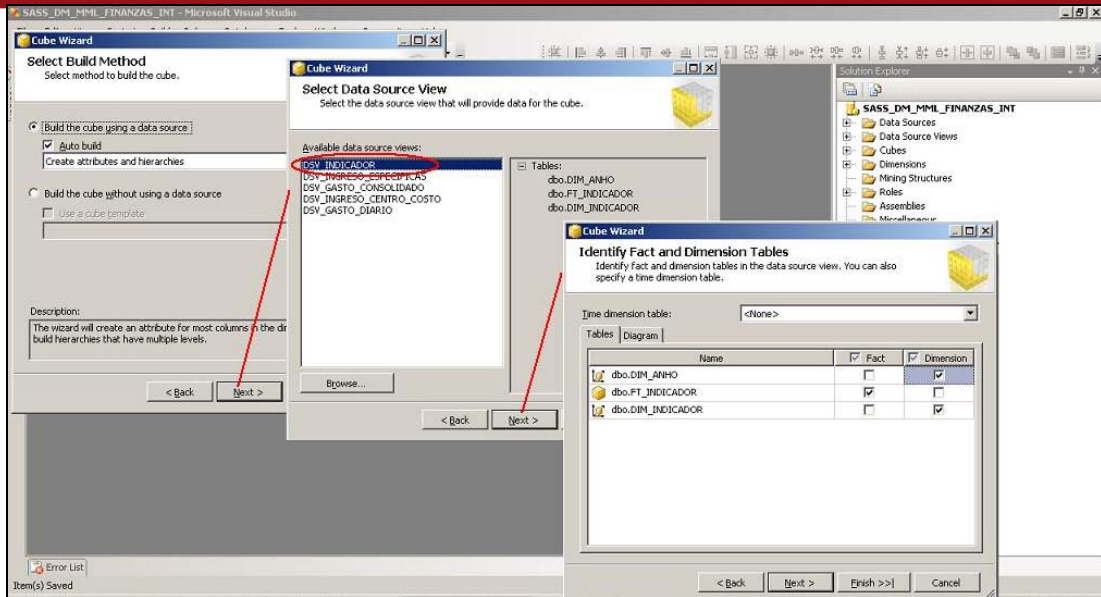 SASS_DM_MML_FINANZAS_INT - Microsoft Visual Studio
Cube Wizard
Select Build Method
Select method to build the cube.
Build the cube using a data source
Auto build
Create attributes and hierarchies
Build the cube without using a data source
Use a cube template
Description:
The wizard will create an attribute for most columns in the
build hierarchies that have multiple levels.
< Back
Next >
Cube Wizard
Select Data Source View
Select the data source view that will provide data for the cube.
Available data source views:
DSV_INDICADOR
DSV_INGRESO_ESPECIFICAS
DSV_GASTO_CONSOLIDADO
DSV_INGRESO_CENTRO_COSTO
DSV_GASTO_DIARIO
Tables:
dbo.DIM_ANHO
dbo.FT_INDICADOR
dbo.DIM_INDICADOR
Browse...
< Back
Next >
Cube Wizard
Identify Fact and Dimension Tables
Identify fact and dimension tables in the data source view. You can also
specify a time dimension table.
Time dimension table:
<None>
Tables
Diagram
Name
Fact
Dimension
dbo.DIM_ANHO
dbo.FT_INDICADOR
dbo.DIM_INDICADOR
< Back
Next >
Finish >>|
Cancel
Solution Explorer
SASS_DM_MML_FINANZAS_INT
Data Sources
Data Source Views
Cubes
Dimensions
Mining Structures
Roles
Assemblies
Miscellaneous
Error List
Item(s) Saved